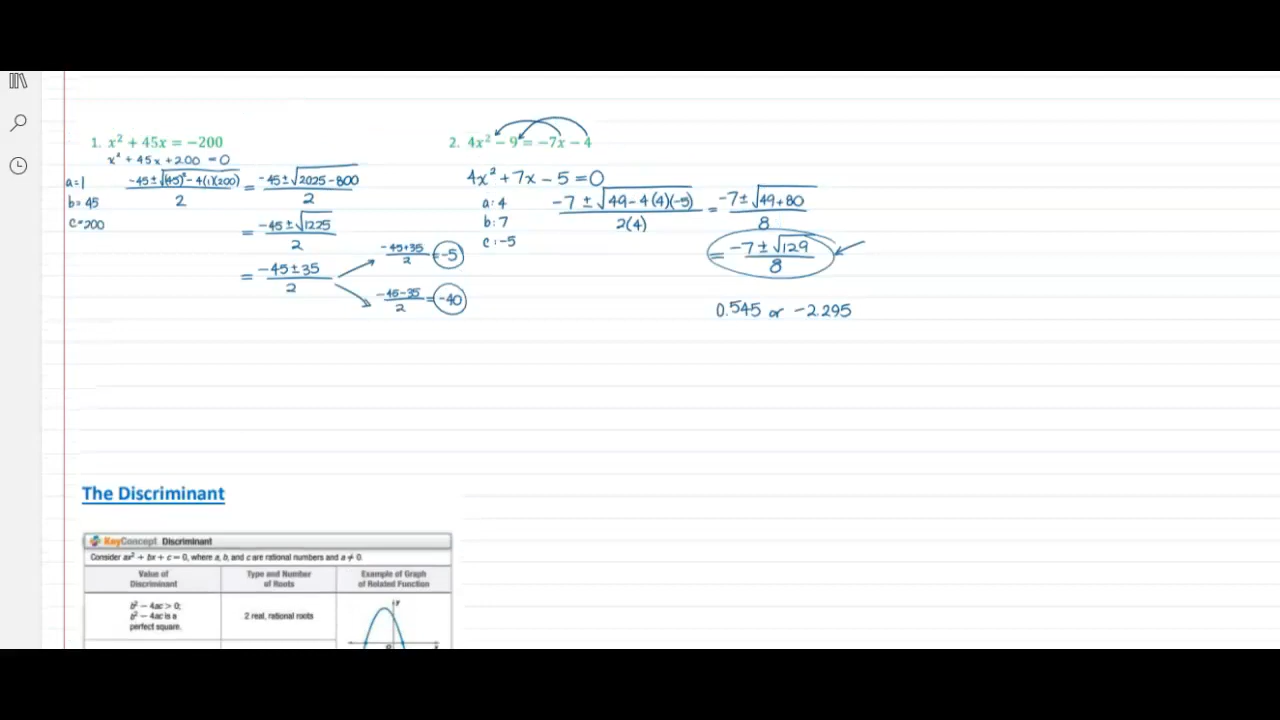 1. x² + 45x = −200
x² + 45x + 200 = 0
a=1
b=45
c=200
−45±√(45)² − 4(1)(200) / 2 = −45±√2025−800 / 2
= −45±√1225 / 2
= −45±35 / 2
−45+35 / 2 = −5
−45−35 / 2 = −40
2. 4x² − 9 = −7x − 4
4x² + 7x − 5 = 0
a: 4
b: 7
c: −5
−7 ± √49 − 4(4)(−5) / 2(4) = −7±√49+80 / 8
= −7±√129 / 8
0.545 or −2.295
The Discriminant
KeyConcept Discriminant
Consider ax² + bx + c = 0, where a, b, and c are rational numbers and a ≠ 0.
Value of Discriminant
Type and Number of Roots
Example of Graph of Related Function
b² − 4ac > 0;
b² − 4ac is a
perfect square.
2 real, rational roots
y
x
O